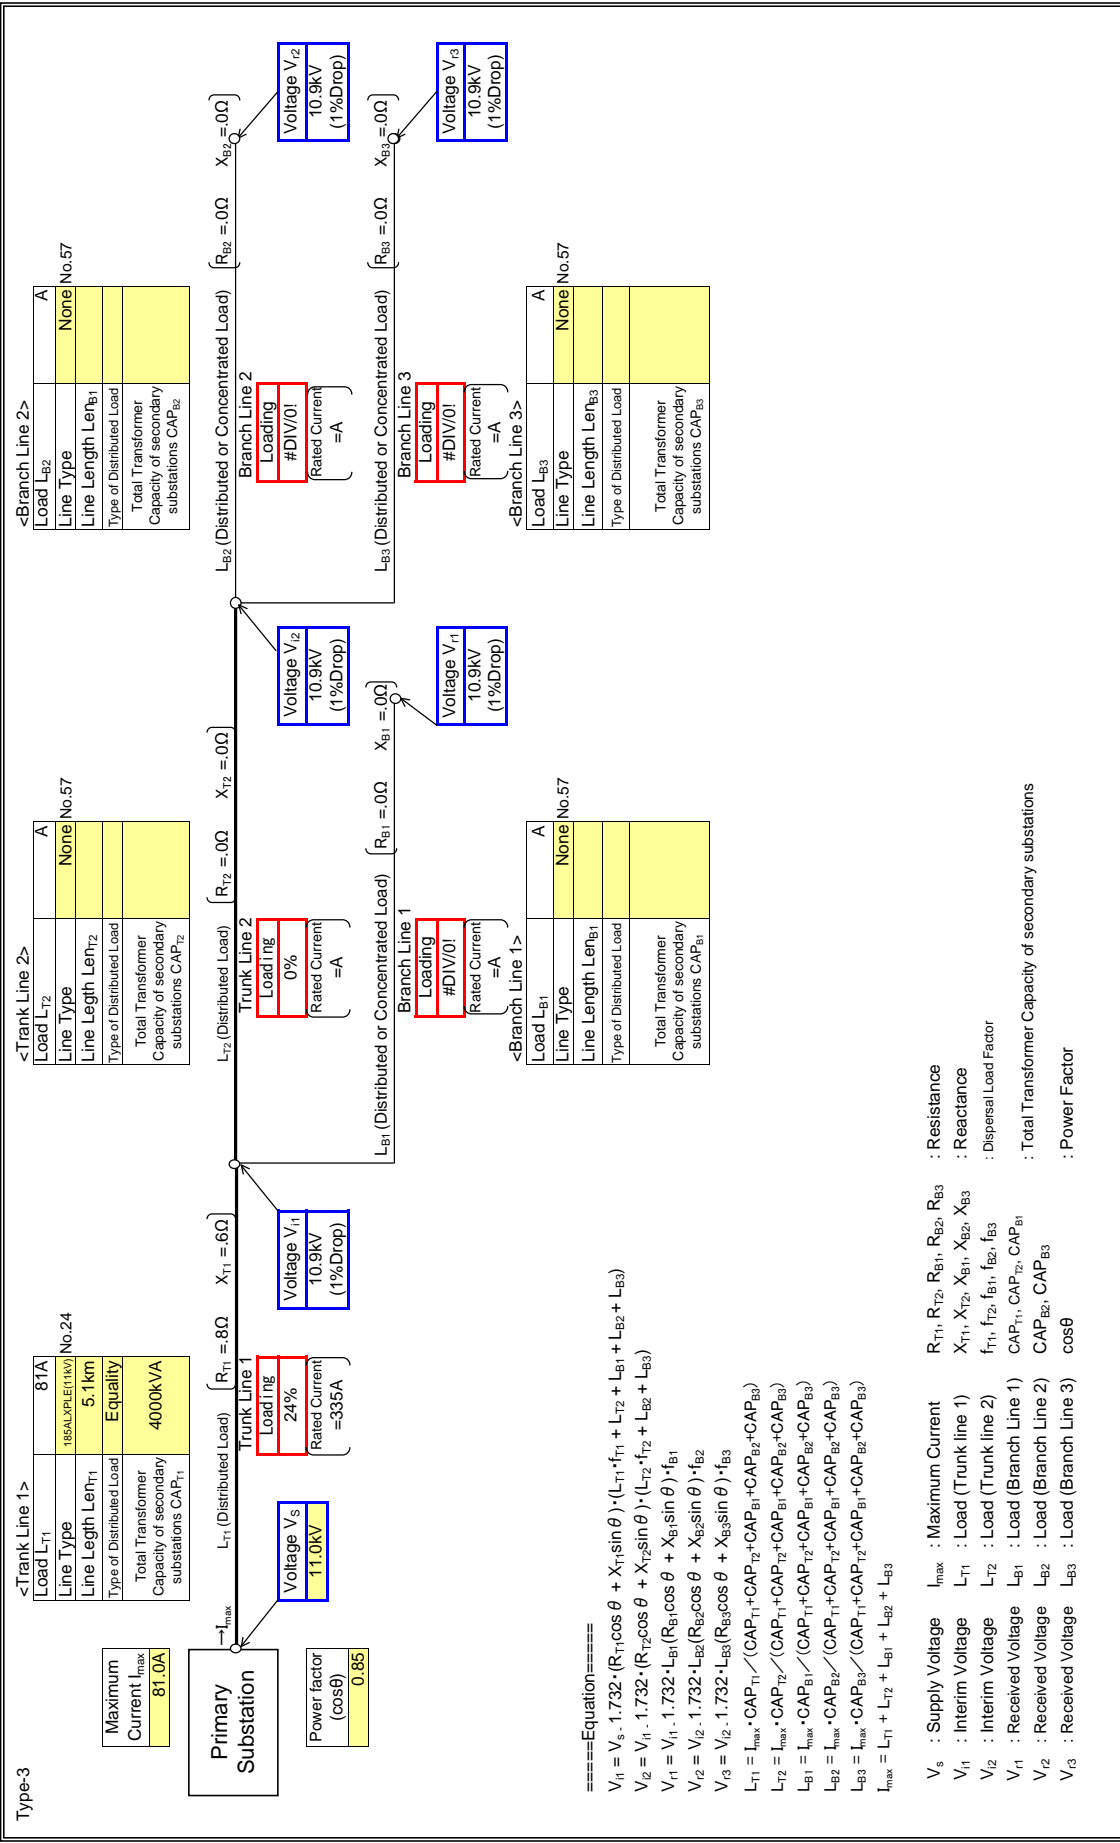 Type-3
Maximum
Current Imax
81.0A
Primary
Substation
Power factor
(cosθ)
0.85
→Imax
Voltage Vs
11.0kV
<Trank Line 1>
Load LT1 81A
Line Type 185ALXPLE(11kV) No.24
Line Legth LenT1 5.1km
Type of Distributed Load Equality
Total Transformer
Capacity of secondary
substations CAPT1
4000kVA
LT1 (Distributed Load) RT1 =.8Ω XT1 =.6Ω
Trunk Line 1
Loading
24%
Rated Current
=335A
Voltage Vi1
10.9kV
(1%Drop)
<Trank Line 2>
Load LT2 A
Line Type None No.57
Line Legth LenT2
Type of Distributed Load
Total Transformer
Capacity of secondary
substations CAPT2
LT2 (Distributed Load) RT2 =.0Ω XT2 =.0Ω
Trunk Line 2
Loading
0%
Rated Current
=A
Voltage Vi2
10.9kV
(1%Drop)
LB1 (Distributed or Concentrated Load) RB1 =.0Ω XB1 =.0Ω
Branch Line 1
Loading
#DIV/0!
Rated Current
=A
Voltage Vr1
10.9kV
(1%Drop)
<Branch Line 1>
Load LB1 A
Line Type None No.57
Line Length LenB1
Type of Distributed Load
Total Transformer
Capacity of secondary
substations CAPB1
<Branch Line 2>
Load LB2 A
Line Type None No.57
Line Length LenB1
Type of Distributed Load
Total Transformer
Capacity of secondary
substations CAPB2
LB2 (Distributed or Concentrated Load) RB2 =.0Ω XB2 =.0Ω
Branch Line 2
Loading
#DIV/0!
Rated Current
=A
Voltage Vr2
10.9kV
(1%Drop)
LB3 (Distributed or Concentrated Load) RB3 =.0Ω XB3 =.0Ω
Branch Line 3
Loading
#DIV/0!
Rated Current
=A
Voltage Vr3
10.9kV
(1%Drop)
<Branch Line 3>
Load LB3 A
Line Type None No.57
Line Length LenB3
Type of Distributed Load
Total Transformer
Capacity of secondary
substations CAPB3
=====Equation=====
Vi1 = Vs - 1.732・(RT1cos θ + XT1sin θ)・(LT1・fT1 + LT2 + LB1 + LB2 + LB3)
Vi2 = Vi1 - 1.732・(RT2cos θ + XT2sin θ)・(LT2・fT2 + LB2 + LB3)
Vr1 = Vi1 - 1.732・LB1(RB1cos θ + XB1sin θ)・fB1
Vr2 = Vi2 - 1.732・LB2(RB2cos θ + XB2sin θ)・fB2
Vr3 = Vi2 - 1.732・LB3(RB3cos θ + XB3sin θ)・fB3
LT1 = Imax・CAPT1／(CAPT1+CAPT2+CAPB1+CAPB2+CAPB3)
LT2 = Imax・CAPT2／(CAPT1+CAPT2+CAPB1+CAPB2+CAPB3)
LB1 = Imax・CAPB1／(CAPT1+CAPT2+CAPB1+CAPB2+CAPB3)
LB2 = Imax・CAPB2／(CAPT1+CAPT2+CAPB1+CAPB2+CAPB3)
LB3 = Imax・CAPB3／(CAPT1+CAPT2+CAPB1+CAPB2+CAPB3)
Imax = LT1 + LT2 + LB1 + LB2 + LB3
Vs : Supply Voltage Imax : Maximum Current RT1, RT2, RB1, RB2, RB3 : Resistance
Vi1 : Interim Voltage LT1 : Load (Trunk line 1) XT1, XT2, XB1, XB2, XB3 : Reactance
Vi2 : Interim Voltage LT2 : Load (Trunk line 2) fT1, fT2, fB1, fB2, fB3 : Dispersal Load Factor
Vr1 : Received Voltage LB1 : Load (Branch Line 1) CAPT1, CAPT2, CAPB1 : Total Transformer Capacity of secondary substations
Vr2 : Received Voltage LB2 : Load (Branch Line 2) CAPB2, CAPB3
Vr3 : Received Voltage LB3 : Load (Branch Line 3) cosθ : Power Factor